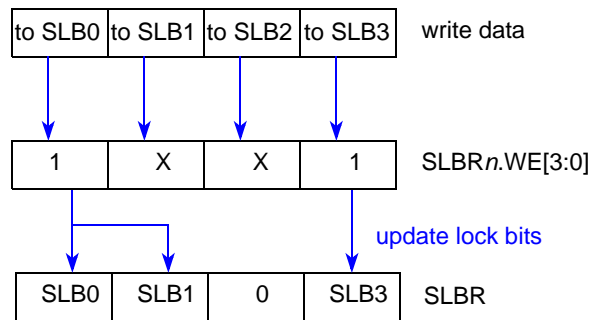 to SLB0 to SLB1 to SLB2 to SLB3 write data
1 X X 1 SLBRn.WE[3:0]
update lock bits
SLB0 SLB1 0 SLB3 SLBR